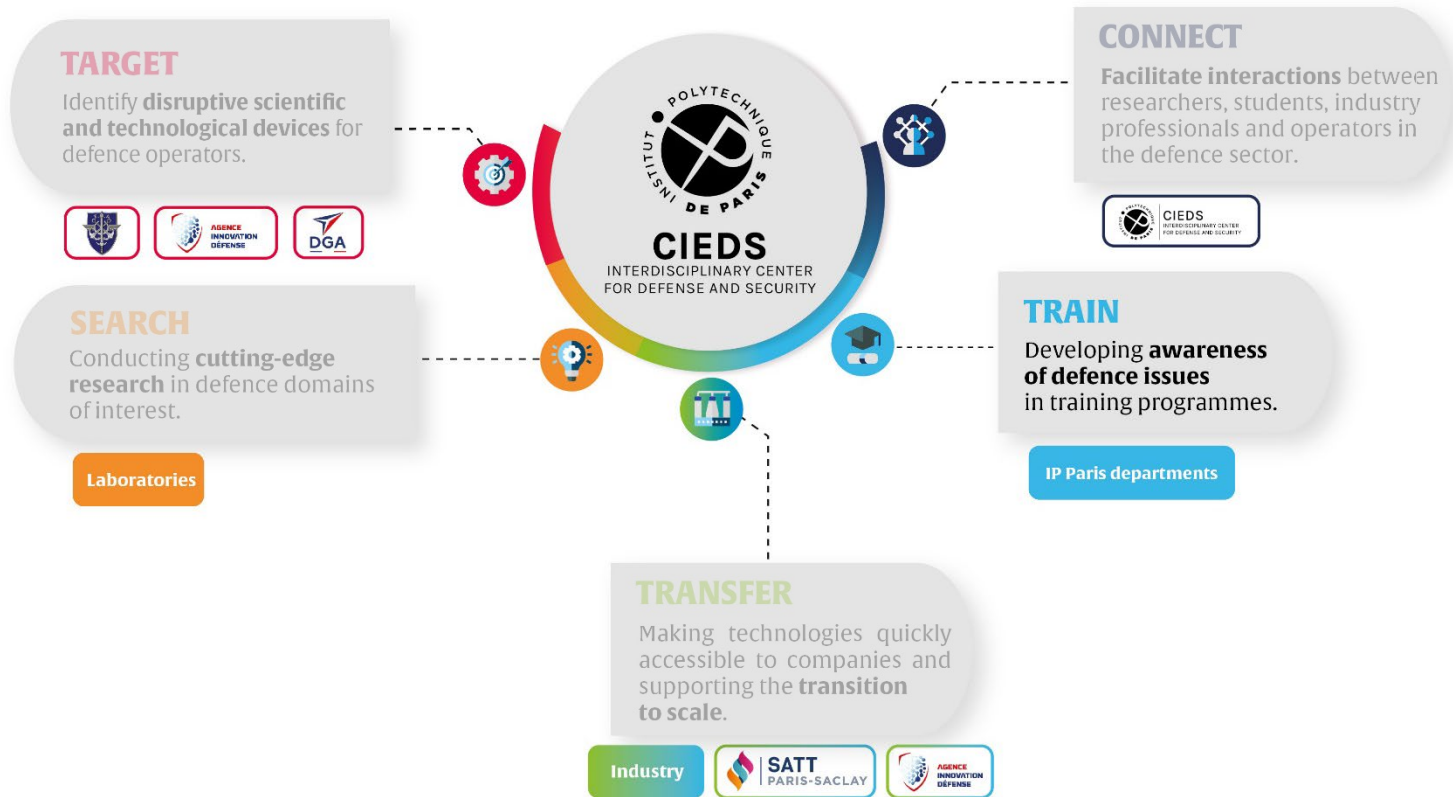 TARGET
Identify disruptive scientific
and technological devices for
defence operators.
AGENCE
INNOVATION
DÉFENSE
DGA
SEARCH
Conducting cutting-edge
research in defence domains
of interest.
Laboratories
INSTITUT POLYTECHNIQUE
DE PARIS
CIEDS
INTERDISCIPLINARY CENTER
FOR DEFENSE AND SECURITY
CONNECT
Facilitate interactions between
researchers, students, industry
professionals and operators in
the defence sector.
INSTITUT POLYTECHNIQUE
DE PARIS
CIEDS
INTERDISCIPLINARY CENTER
FOR DEFENSE AND SECURITY
TRAIN
Developing awareness
of defence issues
in training programmes.
IP Paris departments
TRANSFER
Making technologies quickly
accessible to companies and
supporting the transition
to scale.
Industry
SATT
PARIS-SACLAY
AGENCE
INNOVATION
DÉFENSE